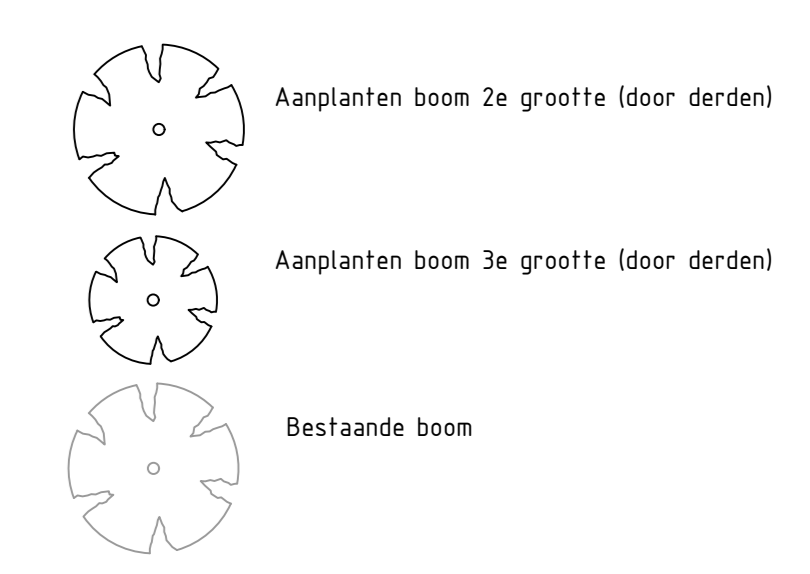 Aanplanten boom 2e grootte (door derden)
Aanplanten boom 3e grootte (door derden)
Bestaande boom